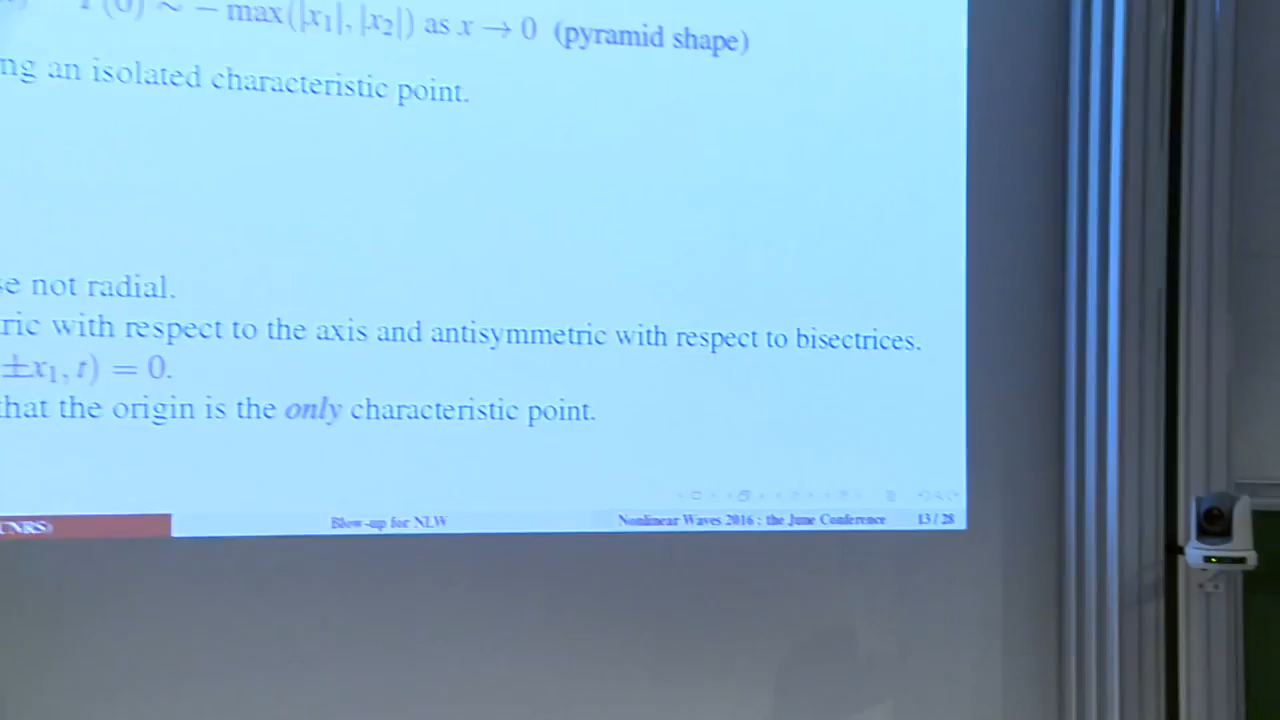 (0) ∼ − max(|x₁|, |x₂|) as x → 0 (pyramid shape)
ng an isolated characteristic point.
se not radial.
ric with respect to the axis and antisymmetric with respect to bisectrices.
±x₁, t) = 0.
that the origin is the only characteristic point.
CNRS) Blow-up for NLW Nonlinear Waves 2016 : the June Conference 13 / 28